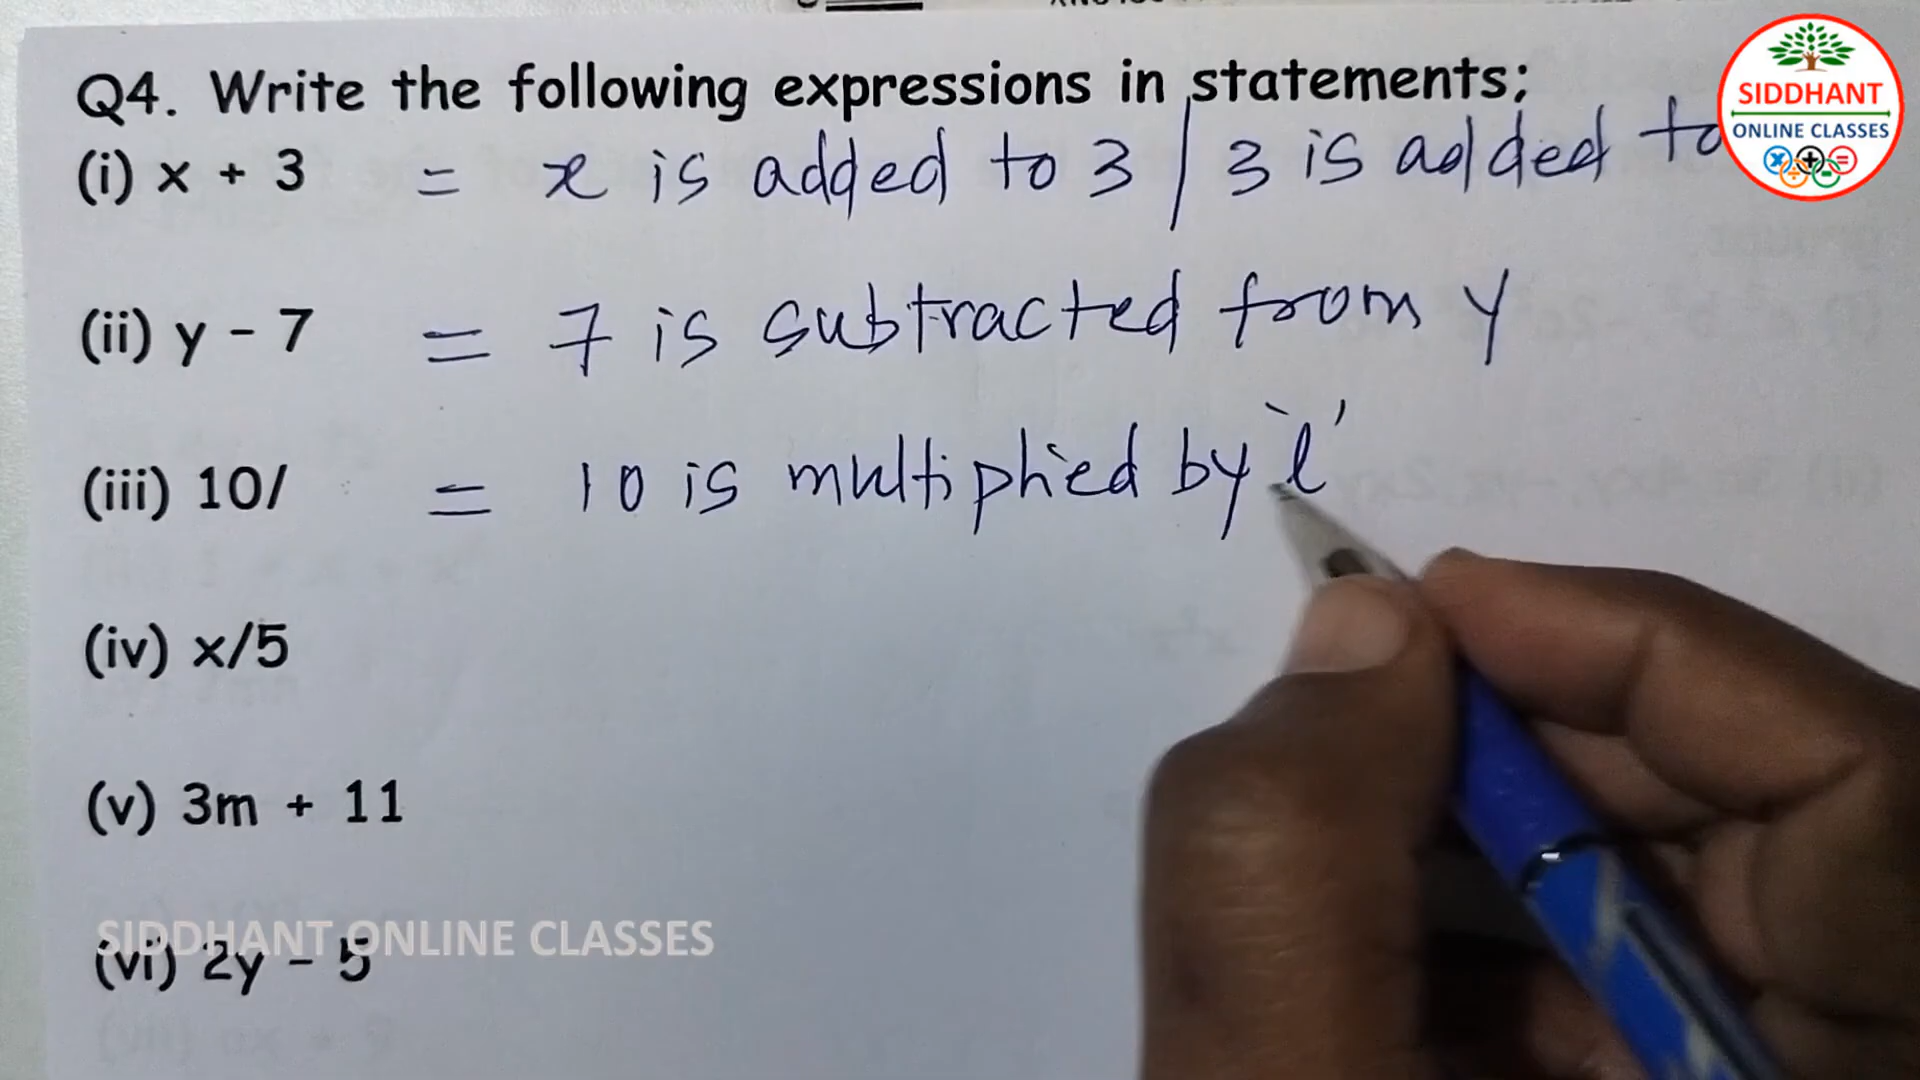 Q4. Write the following expressions in statements;
(i) x + 3 = x is added to 3 / 3 is added to
(ii) y - 7 = 7 is subtracted from y
(iii) 10l = 10 is multiplied by 'l'
(iv) x/5
(v) 3m + 11
(vi) 2y - 5
SIDDHANT ONLINE CLASSES
SIDDHANT
ONLINE CLASSES